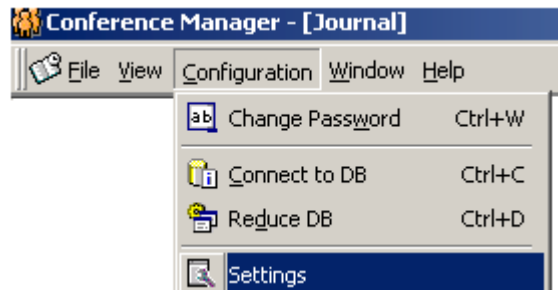 Conference Manager - [Journal]
File View Configuration Window Help
ab Change Password Ctrl+W
Connect to DB Ctrl+C
Reduce DB Ctrl+D
Settings